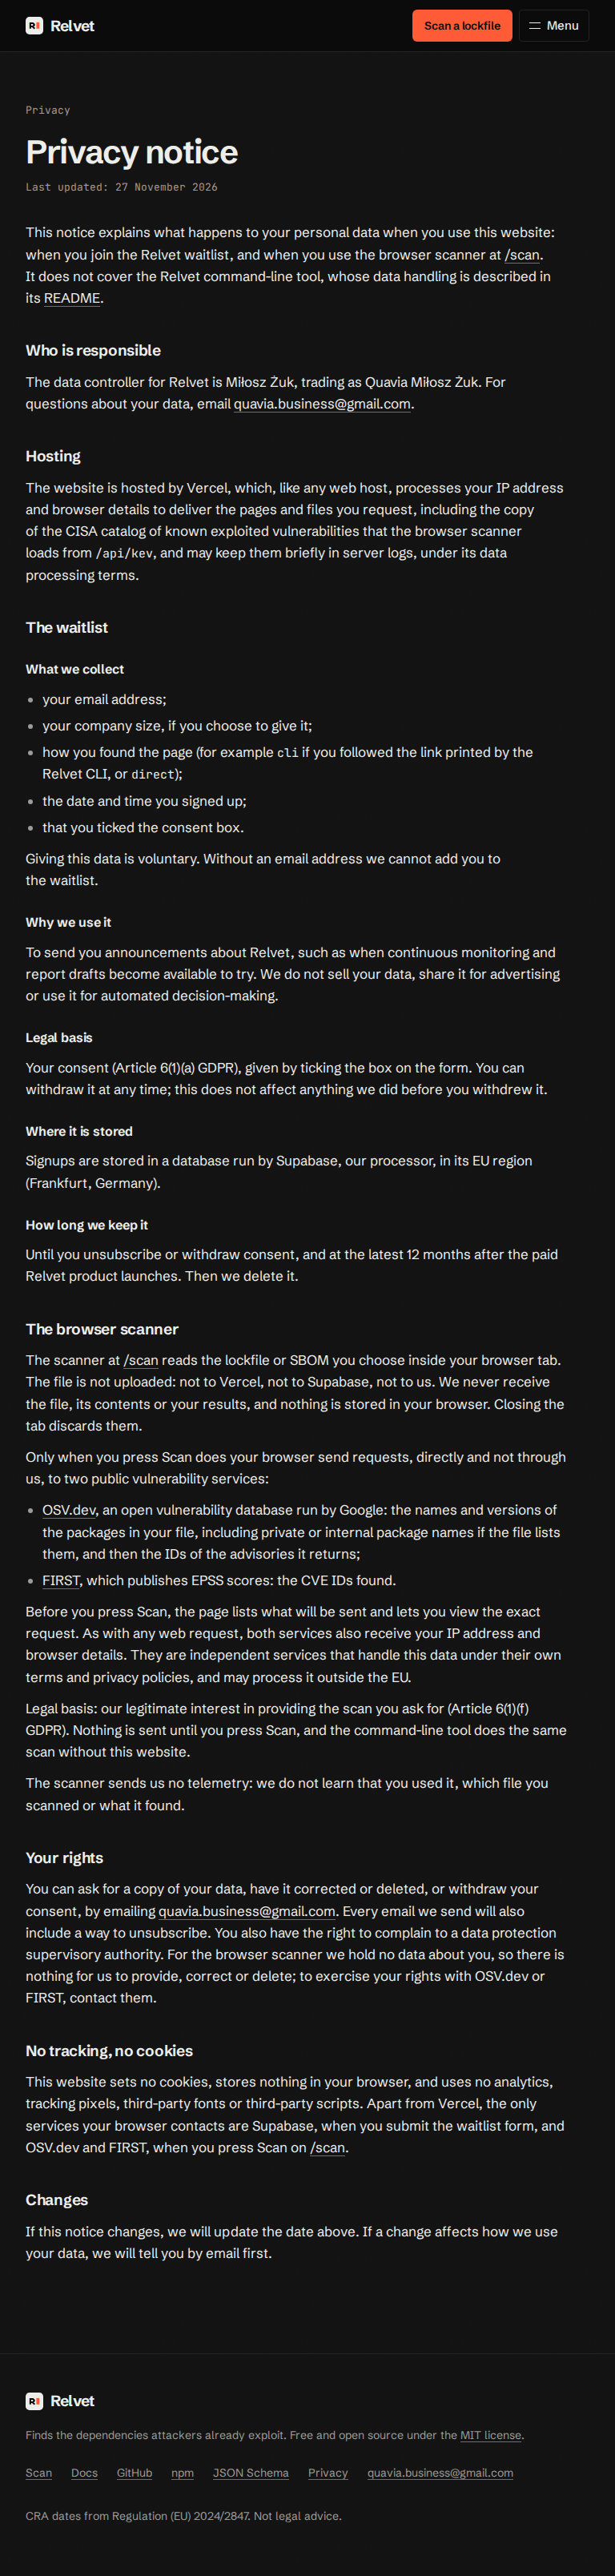 Relvet
Scan a lockfile
Menu
Privacy
Privacy notice
Last updated: 27 November 2026
This notice explains what happens to your personal data when you use this website:
when you join the Relvet waitlist, and when you use the browser scanner at /scan.
It does not cover the Relvet command-line tool, whose data handling is described in
its README.
Who is responsible
The data controller for Relvet is Miłosz Żuk, trading as Quavia Miłosz Żuk. For
questions about your data, email quavia.business@gmail.com.
Hosting
The website is hosted by Vercel, which, like any web host, processes your IP address
and browser details to deliver the pages and files you request, including the copy
of the CISA catalog of known exploited vulnerabilities that the browser scanner
loads from /api/kev, and may keep them briefly in server logs, under its data
processing terms.
The waitlist
What we collect
your email address;
your company size, if you choose to give it;
how you found the page (for example cli if you followed the link printed by the
Relvet CLI, or direct);
the date and time you signed up;
that you ticked the consent box.
Giving this data is voluntary. Without an email address we cannot add you to
the waitlist.
Why we use it
To send you announcements about Relvet, such as when continuous monitoring and
report drafts become available to try. We do not sell your data, share it for advertising
or use it for automated decision-making.
Legal basis
Your consent (Article 6(1)(a) GDPR), given by ticking the box on the form. You can
withdraw it at any time; this does not affect anything we did before you withdrew it.
Where it is stored
Signups are stored in a database run by Supabase, our processor, in its EU region
(Frankfurt, Germany).
How long we keep it
Until you unsubscribe or withdraw consent, and at the latest 12 months after the paid
Relvet product launches. Then we delete it.
The browser scanner
The scanner at /scan reads the lockfile or SBOM you choose inside your browser tab.
The file is not uploaded: not to Vercel, not to Supabase, not to us. We never receive
the file, its contents or your results, and nothing is stored in your browser. Closing the
tab discards them.
Only when you press Scan does your browser send requests, directly and not through
us, to two public vulnerability services:
OSV.dev, an open vulnerability database run by Google: the names and versions of
the packages in your file, including private or internal package names if the file lists
them, and then the IDs of the advisories it returns;
FIRST, which publishes EPSS scores: the CVE IDs found.
Before you press Scan, the page lists what will be sent and lets you view the exact
request. As with any web request, both services also receive your IP address and
browser details. They are independent services that handle this data under their own
terms and privacy policies, and may process it outside the EU.
Legal basis: our legitimate interest in providing the scan you ask for (Article 6(1)(f)
GDPR). Nothing is sent until you press Scan, and the command-line tool does the same
scan without this website.
The scanner sends us no telemetry: we do not learn that you used it, which file you
scanned or what it found.
Your rights
You can ask for a copy of your data, have it corrected or deleted, or withdraw your
consent, by emailing quavia.business@gmail.com. Every email we send will also
include a way to unsubscribe. You also have the right to complain to a data protection
supervisory authority. For the browser scanner we hold no data about you, so there is
nothing for us to provide, correct or delete; to exercise your rights with OSV.dev or
FIRST, contact them.
No tracking, no cookies
This website sets no cookies, stores nothing in your browser, and uses no analytics,
tracking pixels, third-party fonts or third-party scripts. Apart from Vercel, the only
services your browser contacts are Supabase, when you submit the waitlist form, and
OSV.dev and FIRST, when you press Scan on /scan.
Changes
If this notice changes, we will update the date above. If a change affects how we use
your data, we will tell you by email first.
Relvet
Finds the dependencies attackers already exploit. Free and open source under the MIT license.
Scan Docs GitHub npm JSON Schema Privacy quavia.business@gmail.com
CRA dates from Regulation (EU) 2024/2847. Not legal advice.